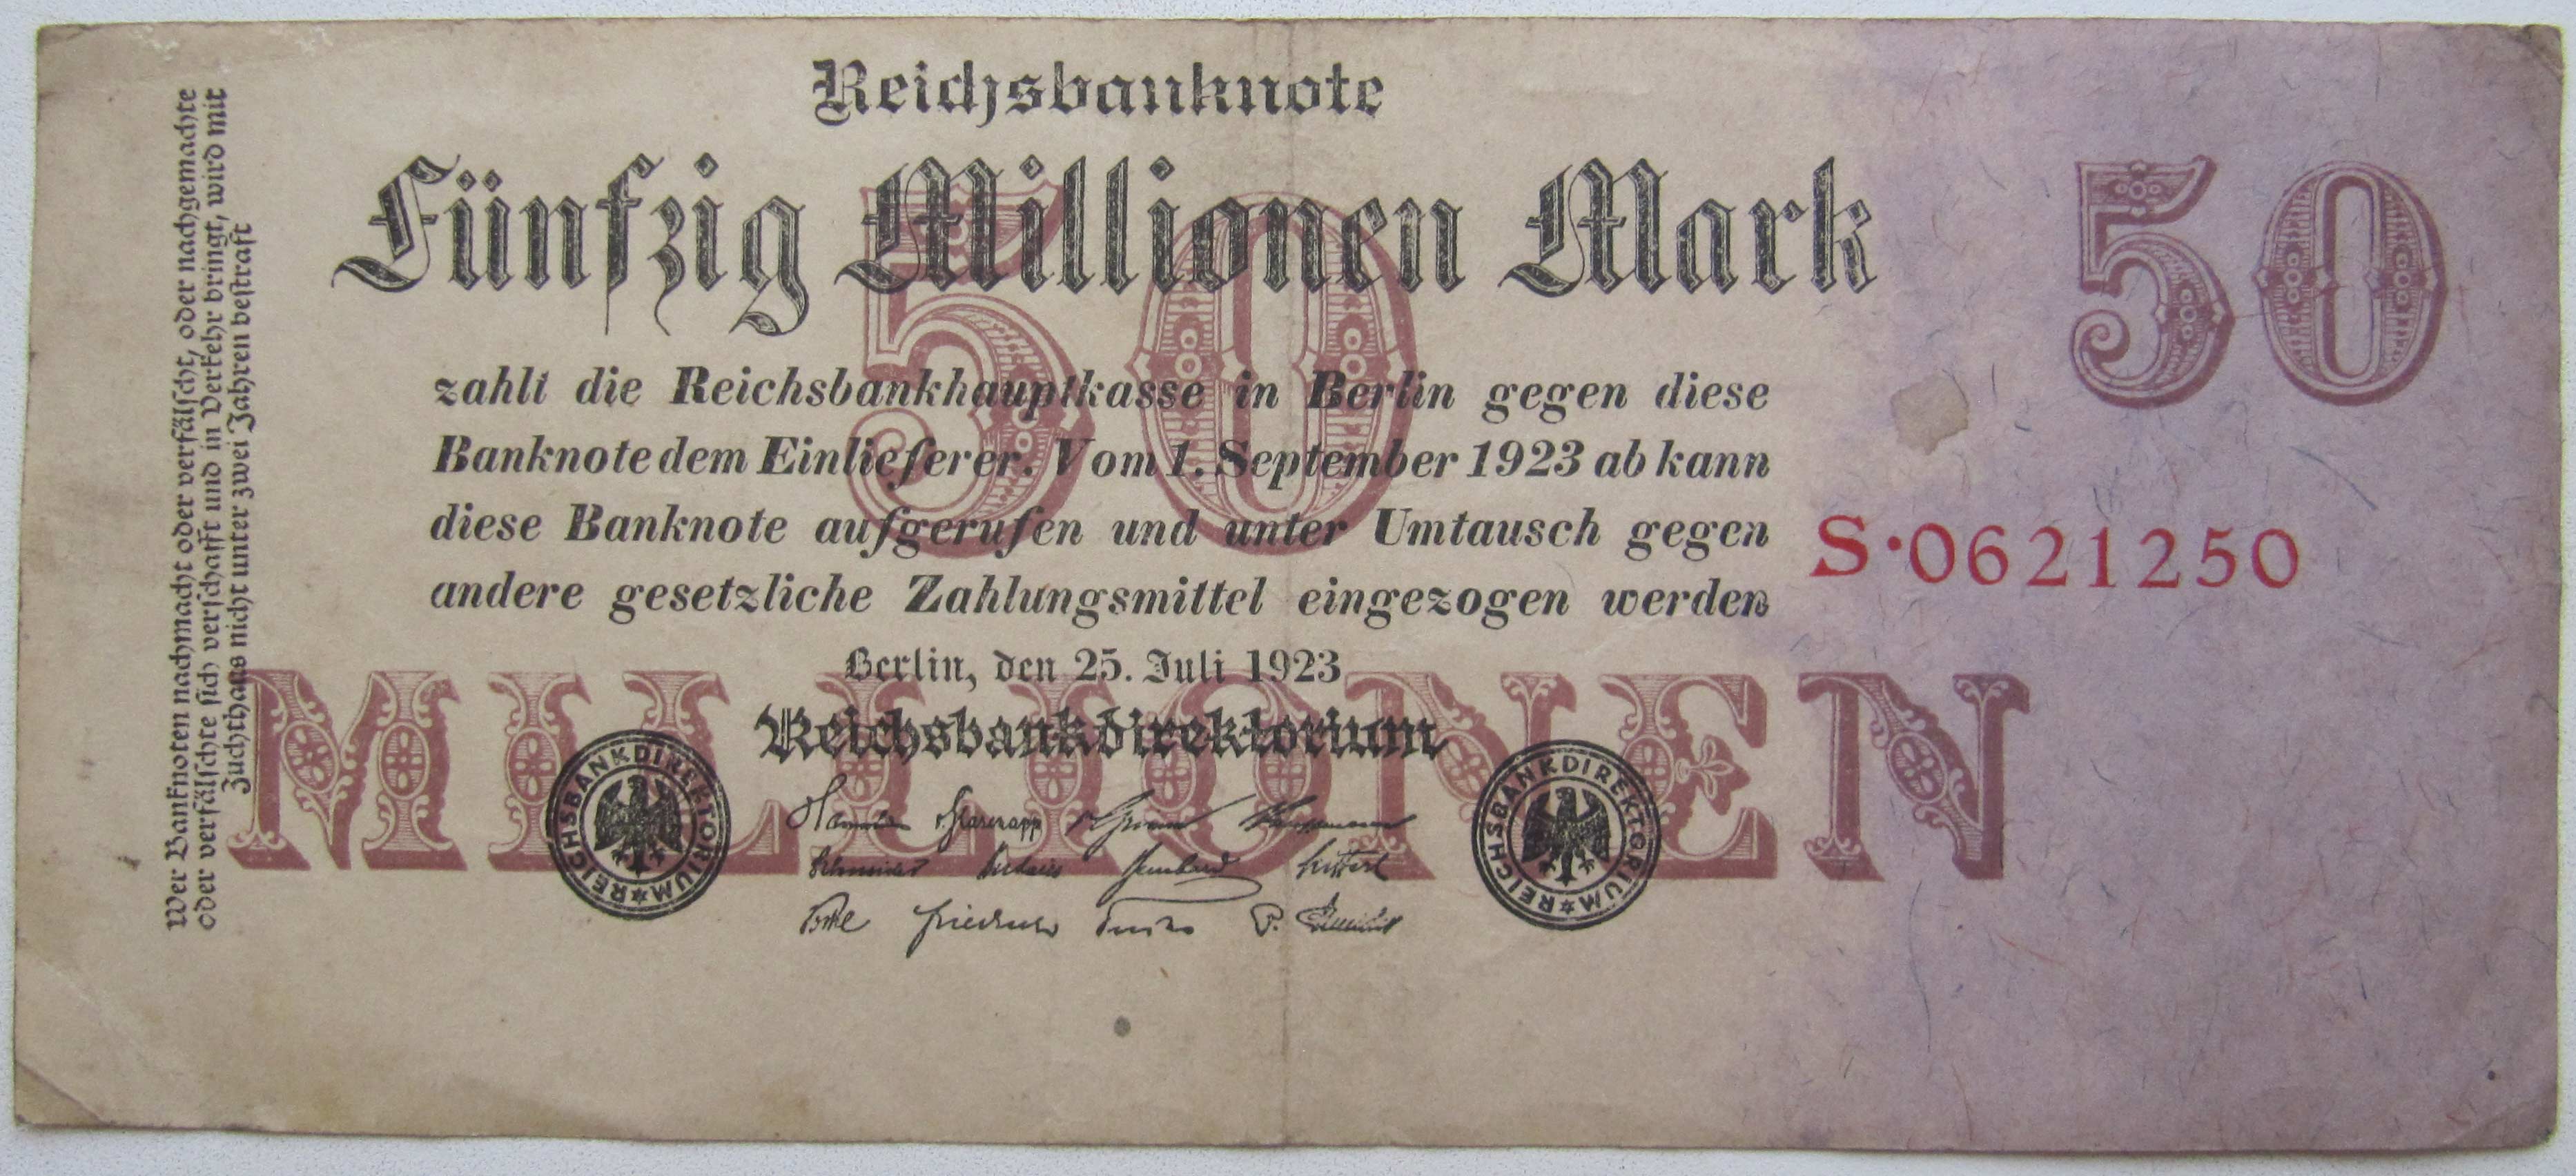 Reichsbanknote
Fünfzig Millionen Mark
50
50
zahlt die Reichsbankhauptkasse in Berlin gegen diese
Banknote dem Einlieferer. Vom 1. September 1923 ab kann
diese Banknote aufgerufen und unter Umtausch gegen
andere gesetzliche Zahlungsmittel eingezogen werden
S·0621250
Berlin, den 25. Juli 1923
Reichsbankdirektorium
MILLIONEN
REICHSBANKDIREKTORIUM
REICHSBANKDIREKTORIUM
v. Glasenapp
P.
Wer Banknoten nachmacht oder verfälscht, oder nachgemachte
oder verfälschte sich verschafft und in Verkehr bringt, wird mit
Zuchthaus nicht unter zwei Jahren bestraft